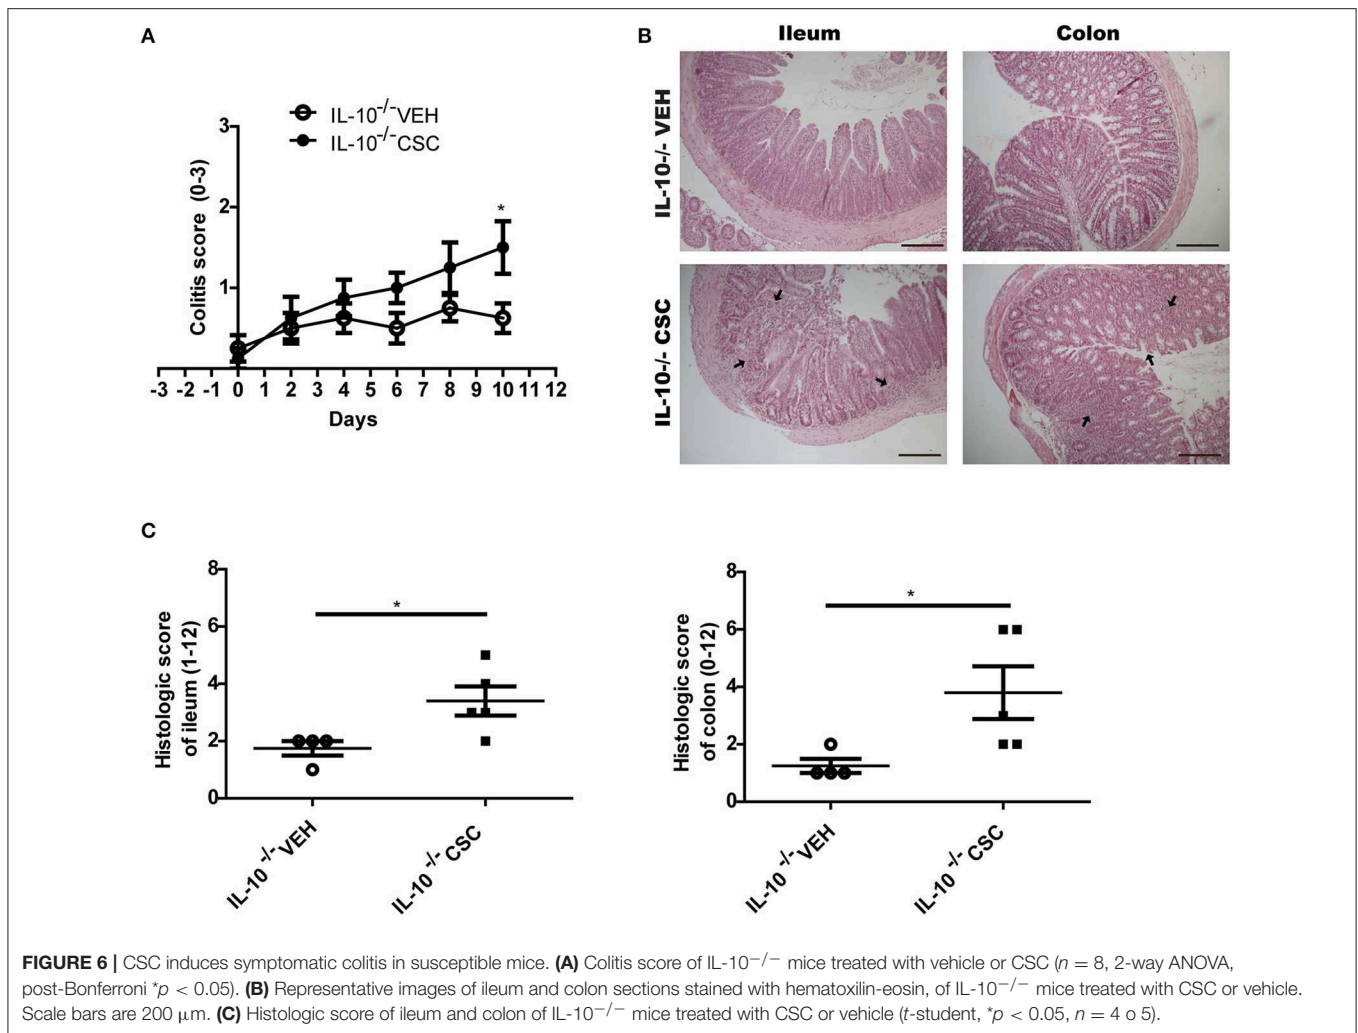 A
IL-10-/-VEH
IL-10-/-CSC
Colitis score (0-3)
3
2
1
*
-3 -2 -1 0 1 2 3 4 5 6 7 8 9 10 11 12
Days
B
Ileum
Colon
IL-10-/- VEH
IL-10-/- CSC
C
Histologic score
of ileum (1-12)
8
6
4
2
0
*
IL-10 -/- VEH
IL-10 -/- CSC
Histologic score
of colon (0-12)
8
6
4
2
0
*
IL-10 -/- VEH
IL-10 -/- CSC
FIGURE 6 | CSC induces symptomatic colitis in susceptible mice. (A) Colitis score of IL-10−/− mice treated with vehicle or CSC (n = 8, 2-way ANOVA,
post-Bonferroni *p < 0.05). (B) Representative images of ileum and colon sections stained with hematoxilin-eosin, of IL-10−/− mice treated with CSC or vehicle.
Scale bars are 200 μm. (C) Histologic score of ileum and colon of IL-10−/− mice treated with CSC or vehicle (t-student, *p < 0.05, n = 4 o 5).